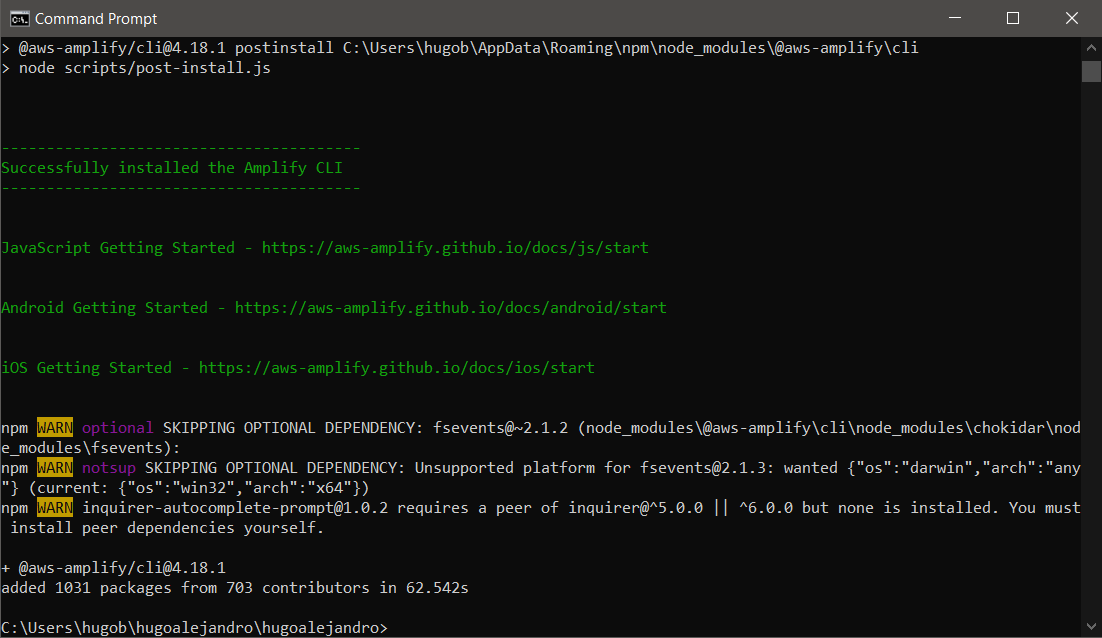 Command Prompt
> @aws-amplify/cli@4.18.1 postinstall C:\Users\hugob\AppData\Roaming\npm\node_modules\@aws-amplify\cli
> node scripts/post-install.js
----------------------------------------
Successfully installed the Amplify CLI
----------------------------------------
JavaScript Getting Started - https://aws-amplify.github.io/docs/js/start
Android Getting Started - https://aws-amplify.github.io/docs/android/start
iOS Getting Started - https://aws-amplify.github.io/docs/ios/start
npm WARN optional SKIPPING OPTIONAL DEPENDENCY: fsevents@~2.1.2 (node_modules\@aws-amplify\cli\node_modules\chokidar\nod
e_modules\fsevents):
npm WARN notsup SKIPPING OPTIONAL DEPENDENCY: Unsupported platform for fsevents@2.1.3: wanted {"os":"darwin","arch":"any
"} (current: {"os":"win32","arch":"x64"})
npm WARN inquirer-autocomplete-prompt@1.0.2 requires a peer of inquirer@^5.0.0 || ^6.0.0 but none is installed. You must
 install peer dependencies yourself.
+ @aws-amplify/cli@4.18.1
added 1031 packages from 703 contributors in 62.542s
C:\Users\hugob\hugoalejandro\hugoalejandro>